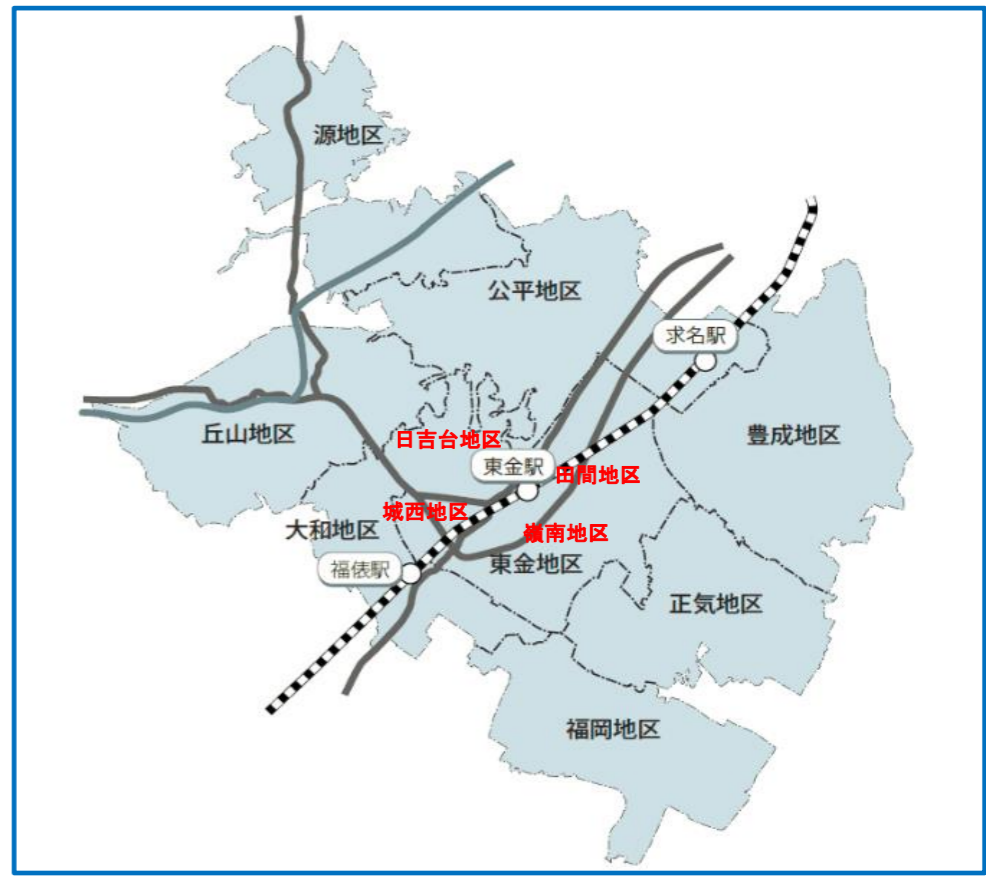 源地区
公平地区
求名駅
丘山地区
日吉台地区
豊成地区
東金駅
田間地区
城西地区
大和地区
嶺南地区
東金地区
福俵駅
正気地区
福岡地区